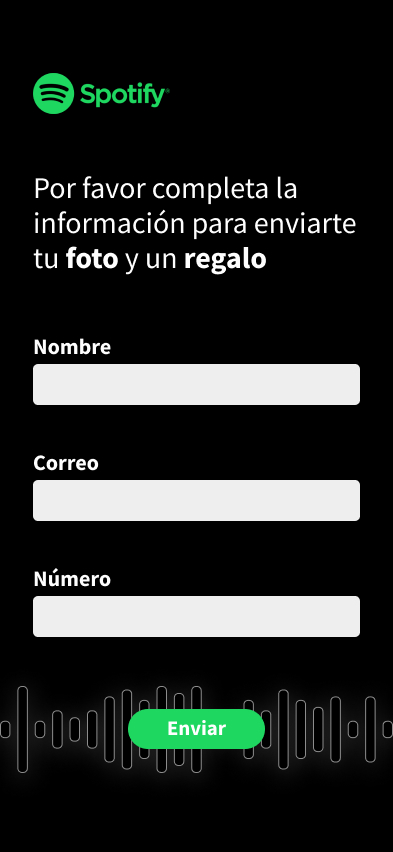 Spotify®
Por favor completa la
información para enviarte
tu foto y un regalo
Nombre
Correo
Número
Enviar